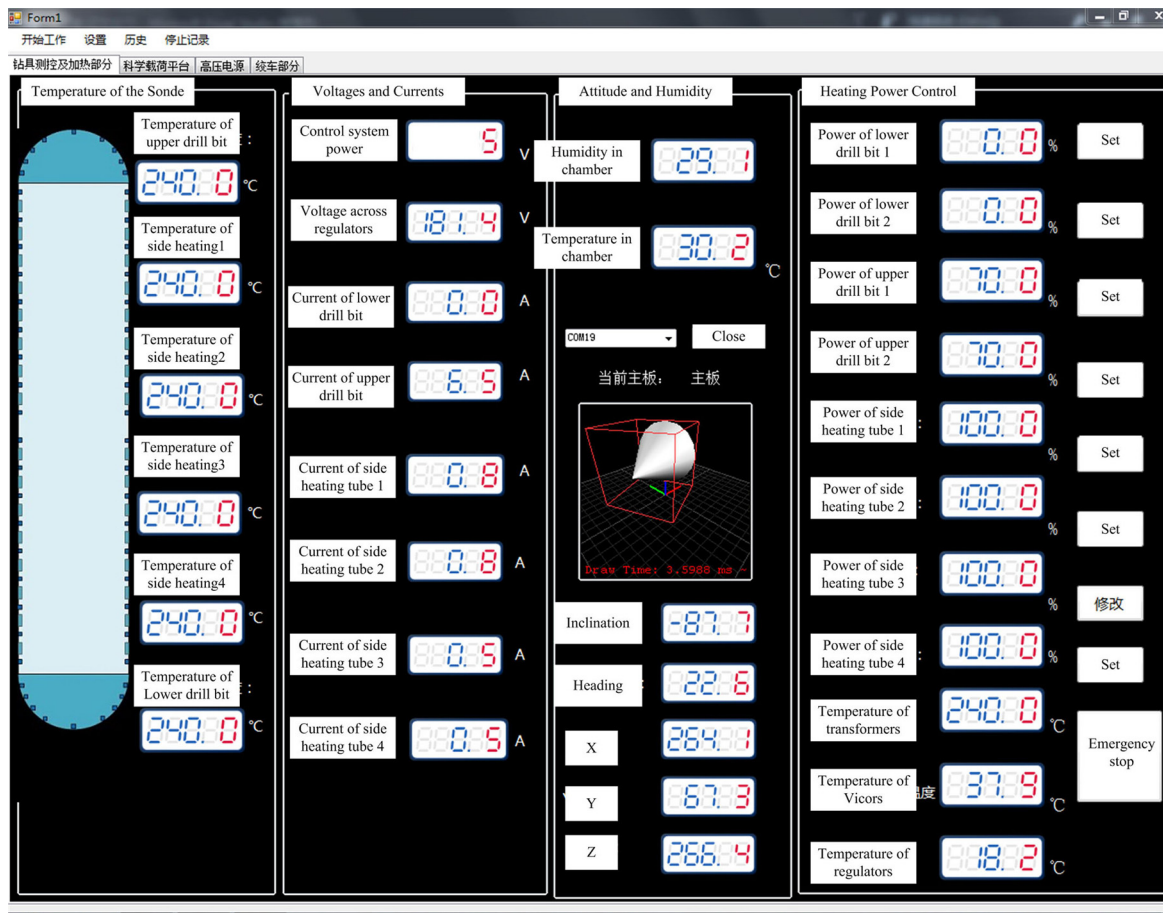 Form1
开始工作 设置 历史 停止记录
钻具测控及加热部分 科学载荷平台 高压电源 绞车部分
Temperature of the Sonde
Temperature of
upper drill bit
：
240.0 ℃
Temperature of
side heating1
240.0 ℃
Temperature of
side heating2
240.0 ℃
Temperature of
side heating3
240.0 ℃
Temperature of
side heating4
240.0 ℃
Temperature of
Lower drill bit
：
240.0 ℃
Voltages and Currents
Control system
power
5 V
Voltage across
regulators
181.4 V
Current of lower
drill bit
0.0 A
Current of upper
drill bit
6.5 A
Current of side
heating tube 1
0.8 A
Current of side
heating tube 2
0.8 A
Current of side
heating tube 3
0.5 A
Current of side
heating tube 4
0.5 A
Attitude and Humidity
Humidity in
chamber
29.1
Temperature in
chamber
30.2 ℃
COM19 Close
当前主板： 主板
Draw Time: 3.5988 ms
Inclination
-87.7
Heading
22.6
X
264.1
Y
67.3
Z
266.4
Heating Power Control
Power of lower
drill bit 1
0.0 % Set
Power of lower
drill bit 2
0.0 % Set
Power of upper
drill bit 1
70.0 % Set
Power of upper
drill bit 2
70.0 % Set
Power of side
heating tube 1
：
100.0 % Set
Power of side
heating tube 2
：
100.0 % Set
Power of side
heating tube 3
100.0 % 修改
Power of side
heating tube 4
：
100.0 % Set
Temperature of
transformers
240.0 ℃
Emergency
stop
Temperature of
Vicors
度
37.9 ℃
Temperature of
regulators
18.2 ℃